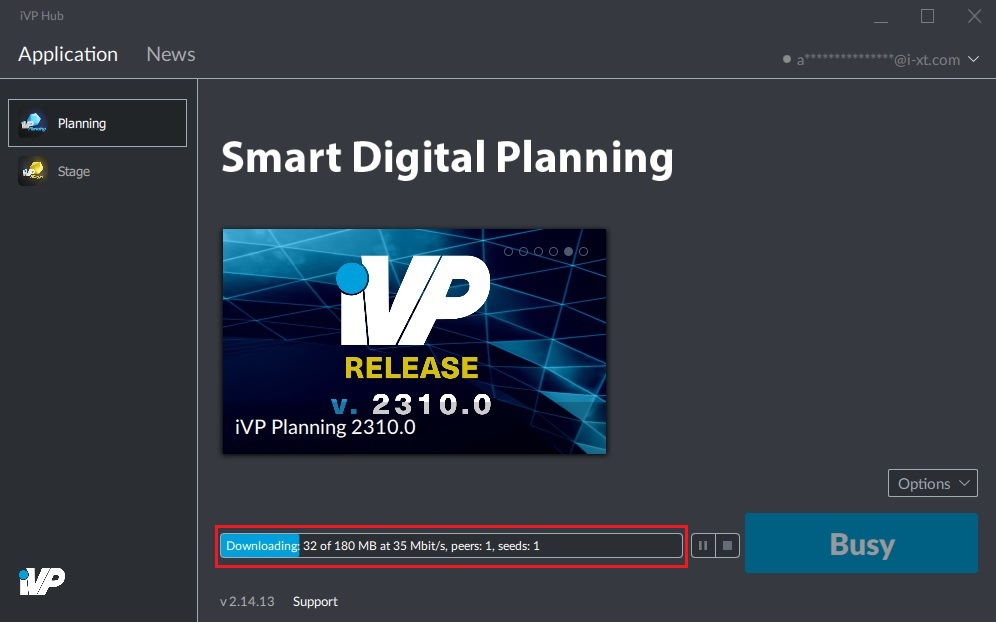 iVP Hub
Application News
a***************@i-xt.com
Planning
Stage
Smart Digital Planning
iVP
RELEASE
v. 2310.0
iVP Planning 2310.0
Options
Downloading: 32 of 180 MB at 35 Mbit/s, peers: 1, seeds: 1
Busy
iVP
v 2.14.13 Support